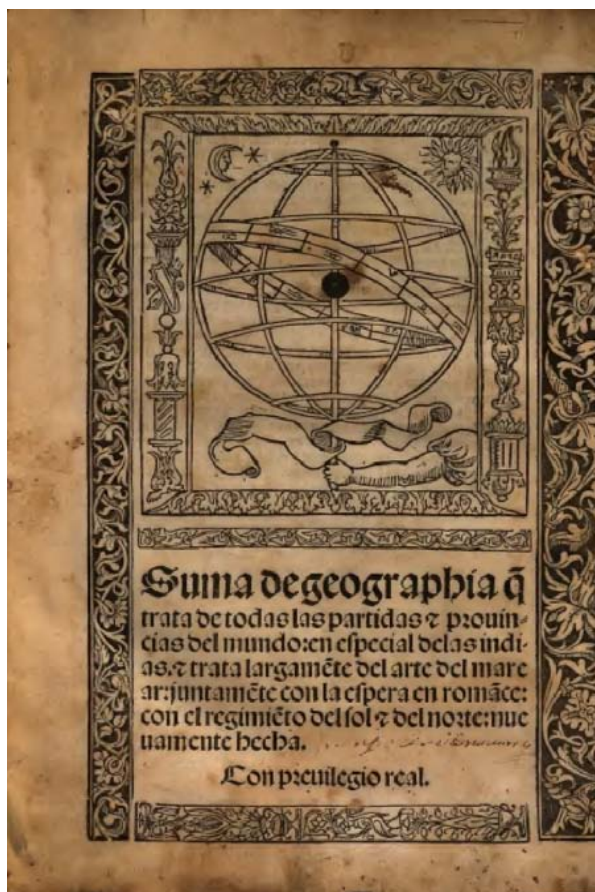 Suma de geographia q̃
trata de todas las partidas ⁊ prouin-
cias del mundo: en especial delas indi-
as. ⁊ trata largamẽte del arte del mare
ar: juntamẽte con la espera en romãce:
con el regimiẽto del sol ⁊ del norte: nue
uamente hecha.
Con preuilegio real.